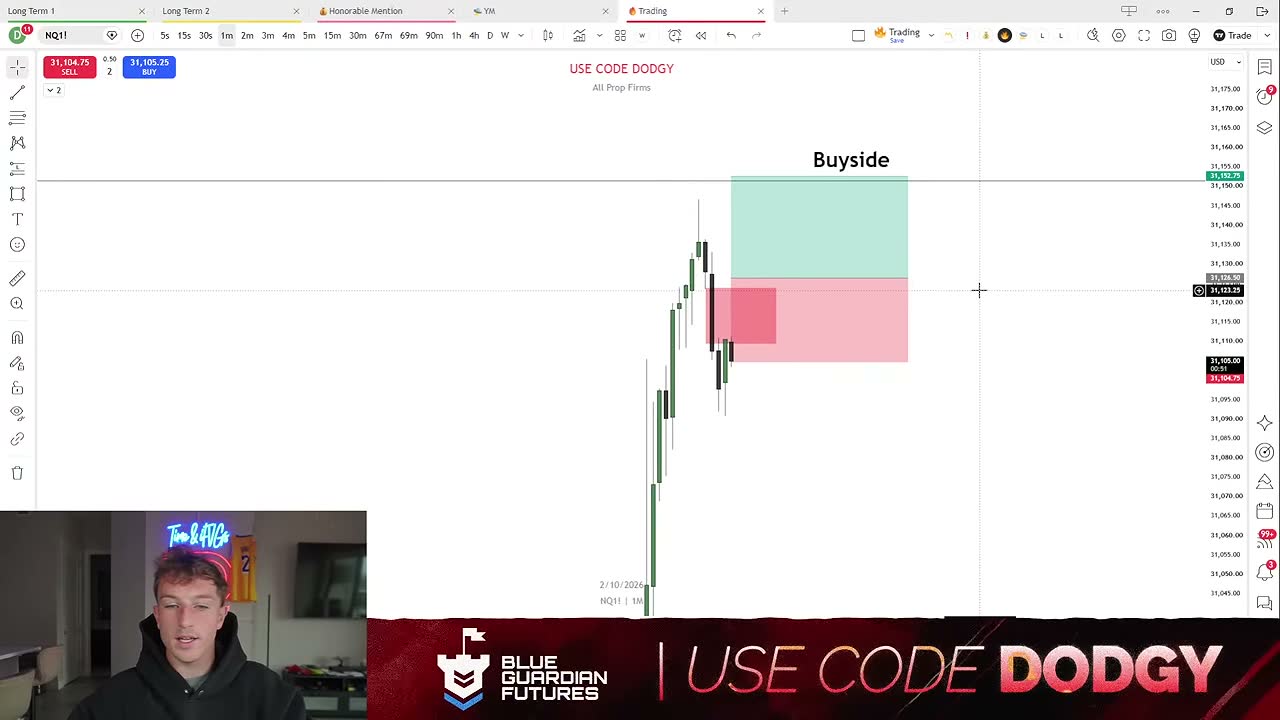 Long Term 1
Long Term 2
Honorable Mention
YM
Trading
D
11
NQ1!
5s 15s 30s 1m 2m 3m 4m 5m 15m 30m 67m 69m 90m 1h 4h D W
Trading
Save
Trade
31,104.75
SELL
0.50
2
31,105.25
BUY
2
USE CODE DODGY
All Prop Firms
USD
31,175.00
31,170.00
31,165.00
31,160.00
31,155.00
31,152.75
31,150.00
31,145.00
31,140.00
31,135.00
31,130.00
31,126.50
31,123.25
31,120.00
31,115.00
31,110.00
31,105.00
00:51
31,104.75
31,095.00
31,090.00
31,085.00
31,080.00
31,075.00
31,070.00
31,065.00
31,060.00
31,055.00
31,050.00
31,045.00
Buyside
2/10/2026
NQ1! | 1M
9
99+
3
BLUE
GUARDIAN
FUTURES
USE CODE DODGY